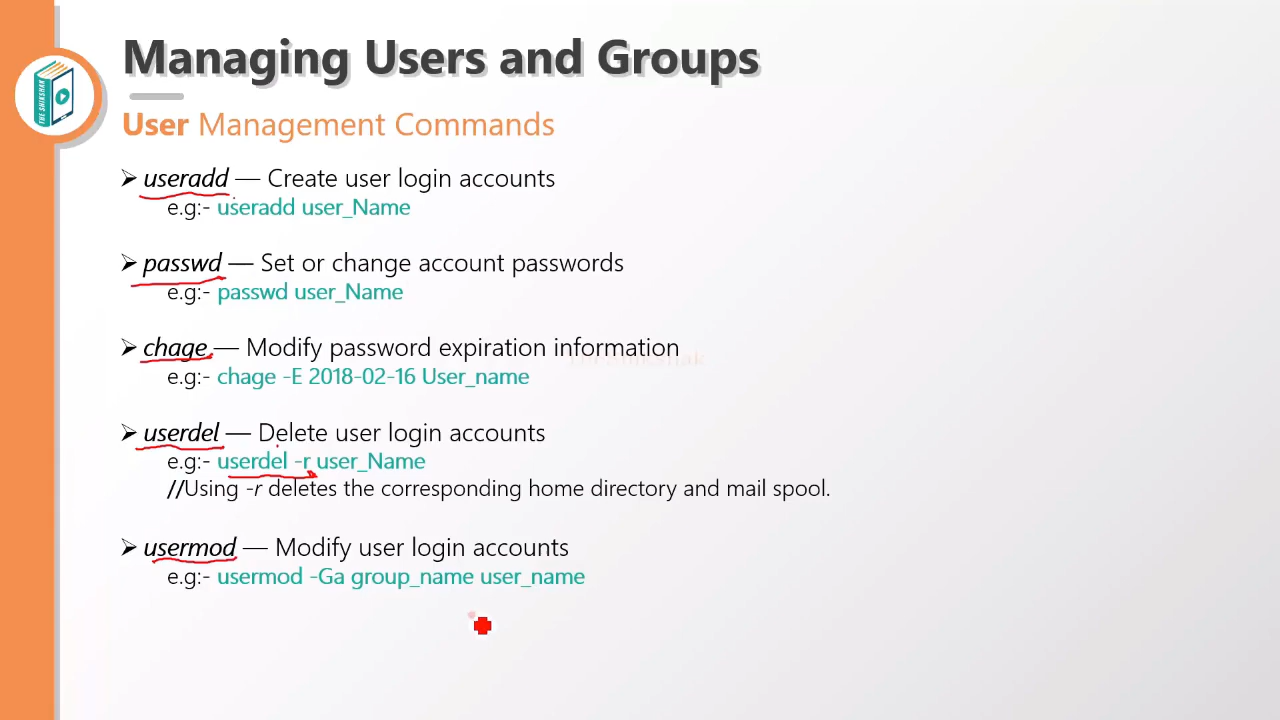 Managing Users and Groups
THE SHIKSHAK
User Management Commands
➢ useradd — Create user login accounts
e.g:- useradd user_Name
➢ passwd — Set or change account passwords
e.g:- passwd user_Name
➢ chage — Modify password expiration information
e.g:- chage -E 2018-02-16 User_name
➢ userdel — Delete user login accounts
e.g:- userdel -r user_Name
//Using -r deletes the corresponding home directory and mail spool.
➢ usermod — Modify user login accounts
e.g:- usermod -Ga group_name user_name